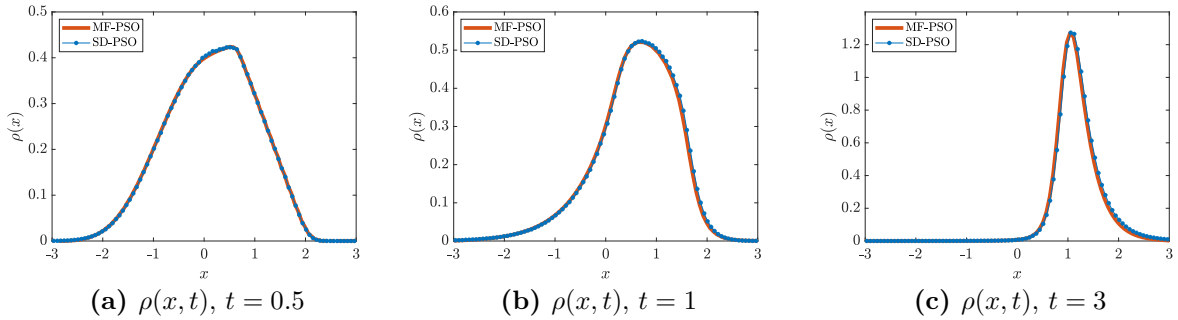 MF-PSO
SD-PSO
0.5
0.4
0.3
0.2
0.1
0
ρ(x)
−3 −2 −1 0 1 2 3
x
(a) ρ(x, t), t = 0.5
MF-PSO
SD-PSO
0.6
0.5
0.4
0.3
0.2
0.1
0
ρ(x)
−3 −2 −1 0 1 2 3
x
(b) ρ(x, t), t = 1
MF-PSO
SD-PSO
1.2
1
0.8
0.6
0.4
0.2
0
ρ(x)
−3 −2 −1 0 1 2 3
x
(c) ρ(x, t), t = 3